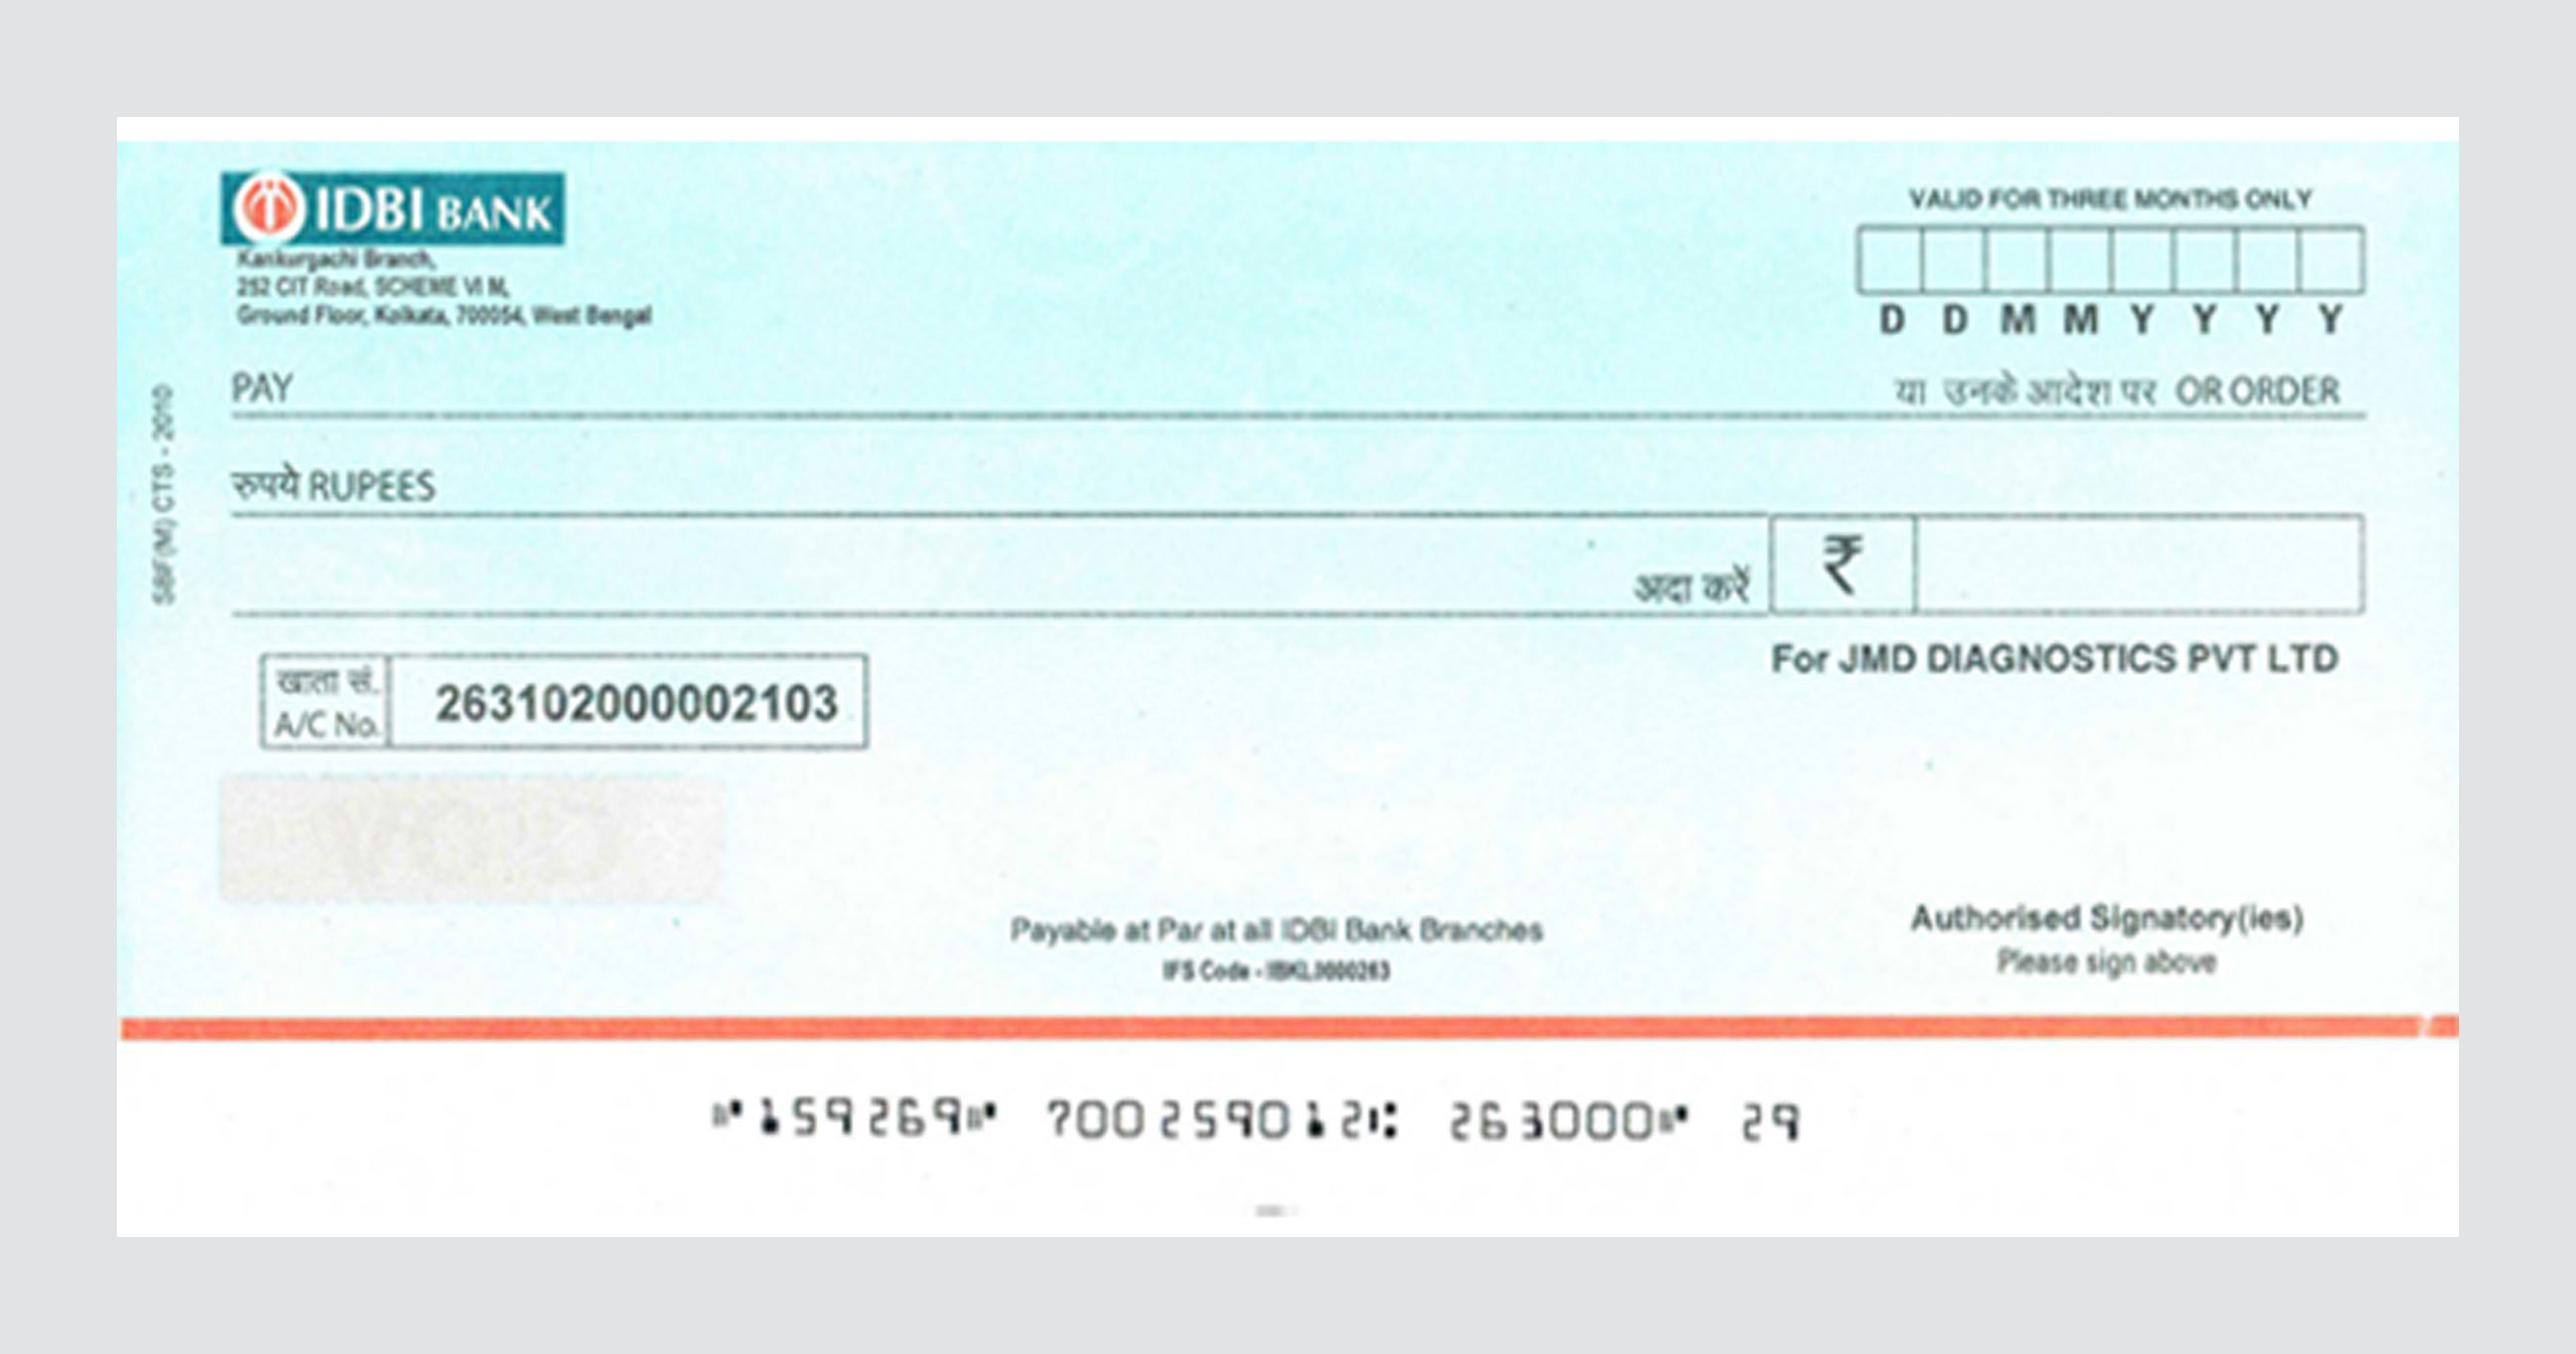 IDBI BANK
Kankurgachi Branch,
252 CIT Road, SCHEME VI M,
Ground Floor, Kolkata, 700054, West Bengal
VALID FOR THREE MONTHS ONLY
D D M M Y Y Y Y
PAY
या उनके आदेश पर OR ORDER
रुपये RUPEES
अदा करें ₹
खाता सं.
A/C No. 263102000002103
For JMD DIAGNOSTICS PVT LTD
VOID
Payable at Par at all IDBI Bank Branches
IFS Code - IBKL0000263
Authorised Signatory(ies)
Please sign above
⑈159269⑈ 700259012⑆ 263000⑈ 29
CTS - 2010